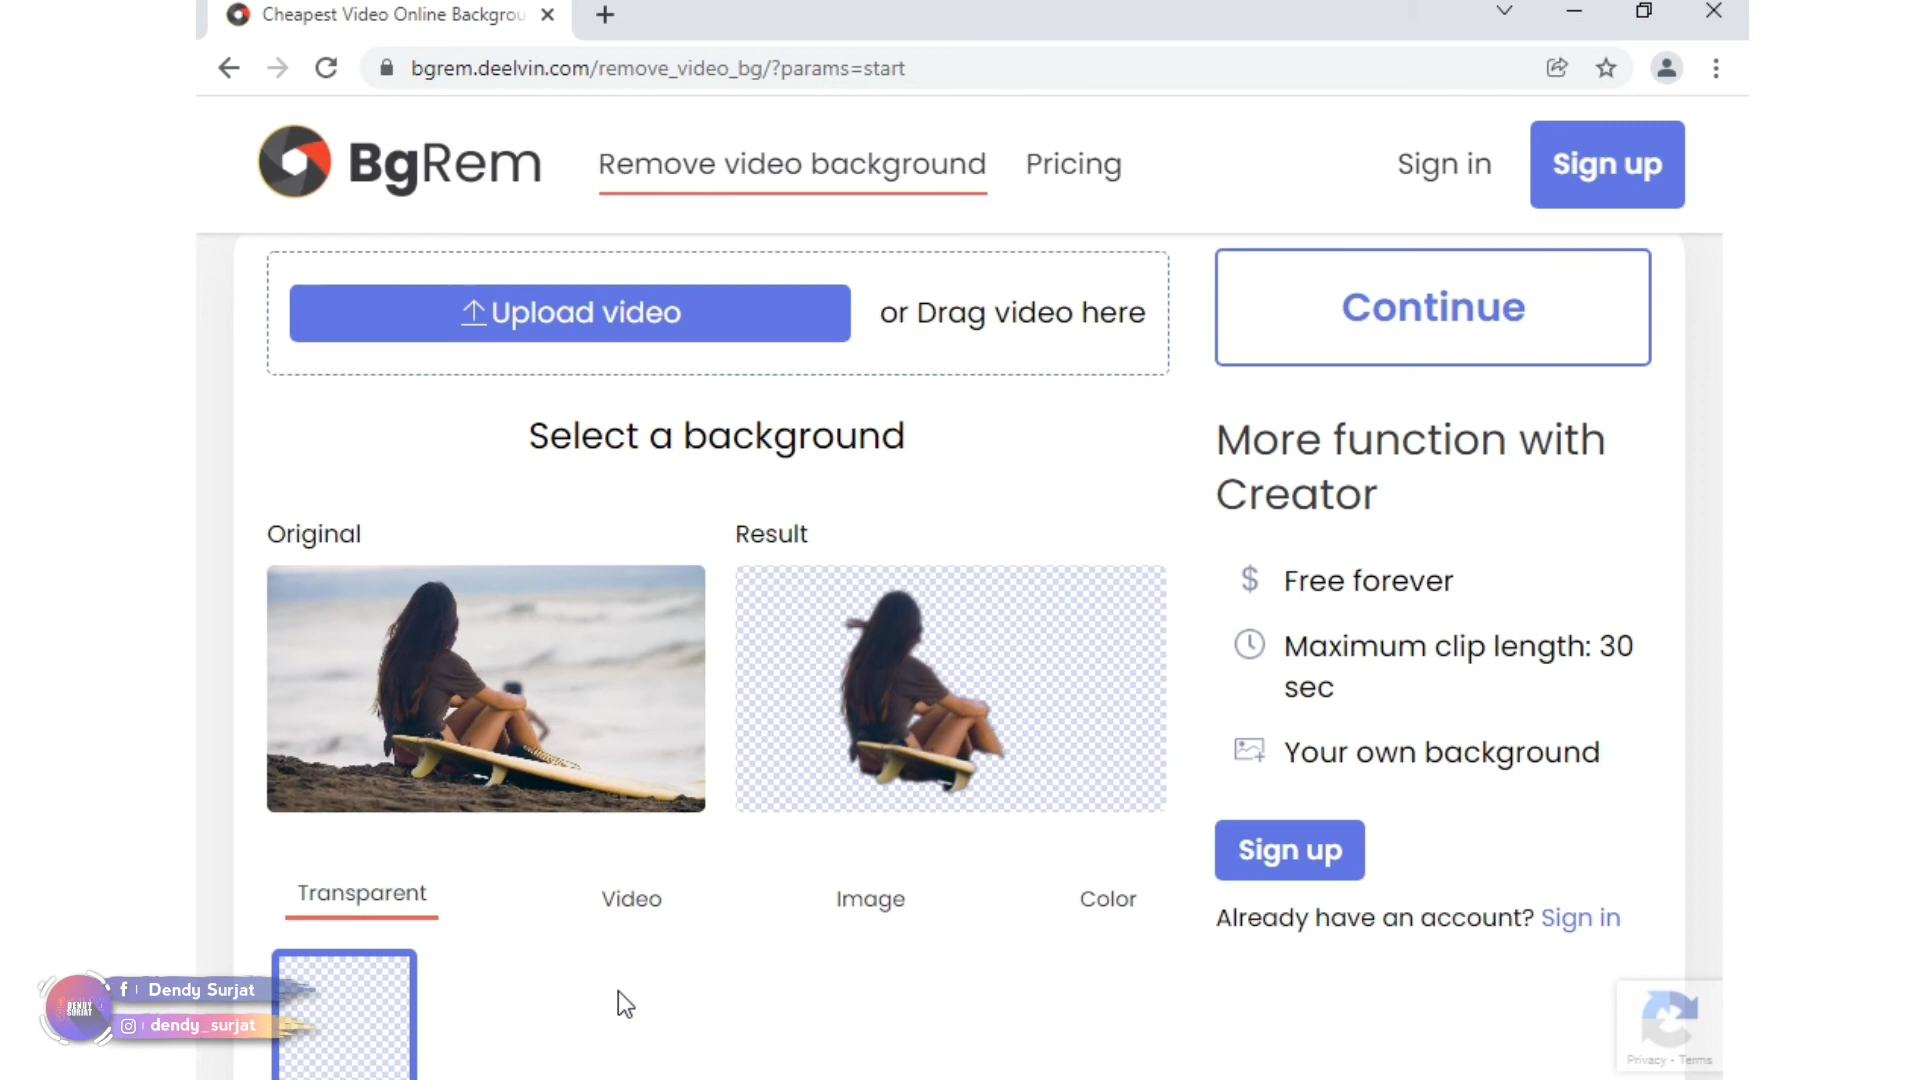 Cheapest Video Online Backgrou
bgrem.deelvin.com/remove_video_bg/?params=start
BgRem
Remove video background
Pricing
Sign in
Sign up
Upload video
or Drag video here
Continue
Select a background
More function with
Creator
Original
Result
$ Free forever
Maximum clip length: 30
sec
Your own background
Sign up
Already have an account? Sign in
Transparent
Video
Image
Color
DENDY
SURJAT
f | Dendy Surjat
dendy_surjat
Privacy - Terms